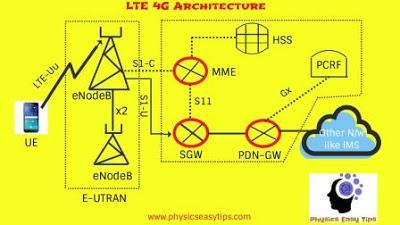 LTE 4G Architecture
HSS
PCRF
LTE-Uu
S1-C
MME
Gx
eNodeB
x2
S1-U
S11
UE
Other N/w
like IMS
SGW
PDN-GW
eNodeB
E-UTRAN
www.physicseasytips.com
Physics Easy Tips